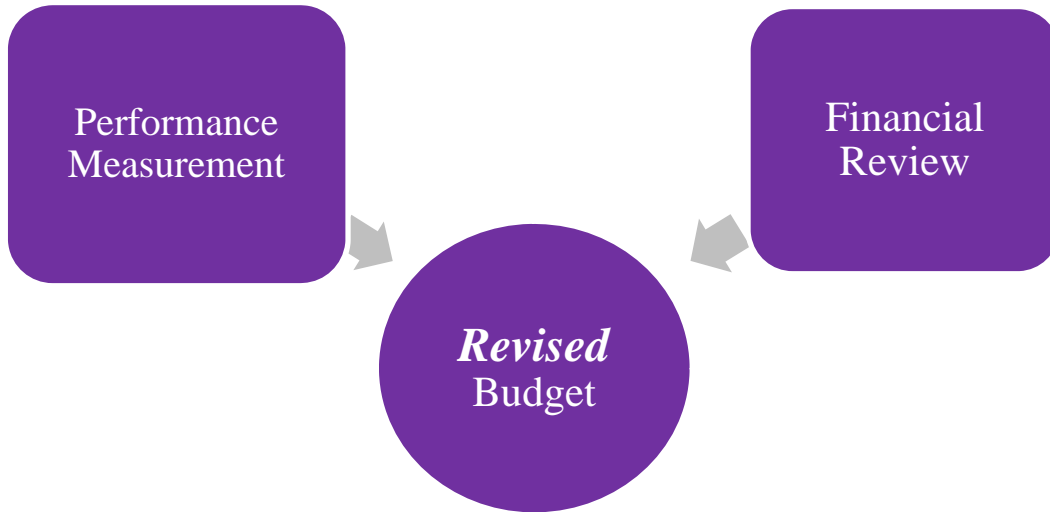 Performance
Measurement
Financial
Review
Revised
Budget